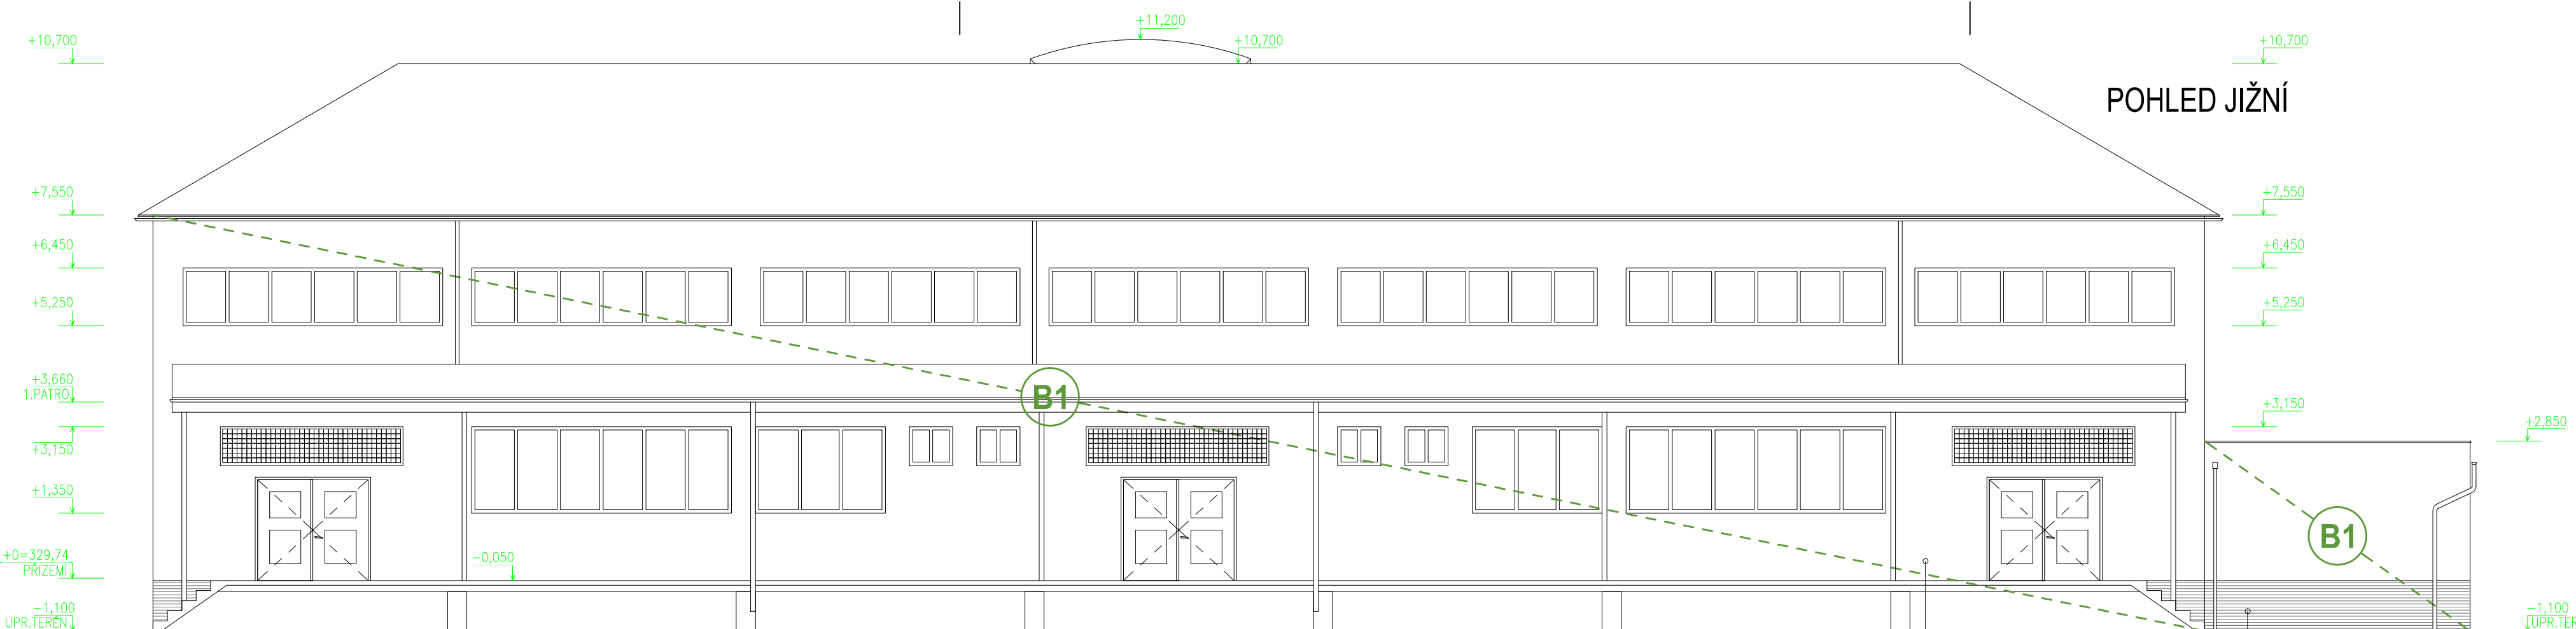 +11,200
+10,700
+10,700
+10,700
POHLED JIŽNÍ
+7,550
+7,550
+6,450
+6,450
+5,250
+5,250
+3,660
1.PATRO
B1
+3,150
+3,150
+2,850
+1,350
B1
+0=329,74
PŘÍZEMÍ
-0,050
-1,100
UPR.TERÉN
-1,100
UPR.TE